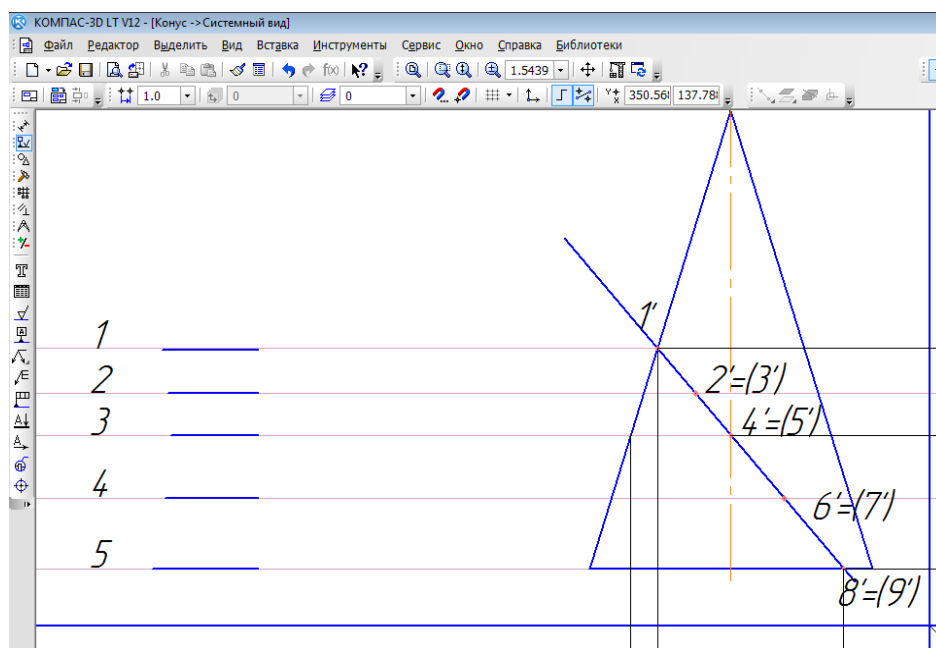 КОМПАС-3D LT V12 - [Конус ->Системный вид]
Файл Редактор Выделить Вид Вставка Инструменты Сервис Окно Справка Библиотеки
f(x) 1.5439
1.0 0 0 350.56 137.78
1'
1
2 2'=(3')
3 4'=(5')
4 6'=(7')
5
8'=(9')